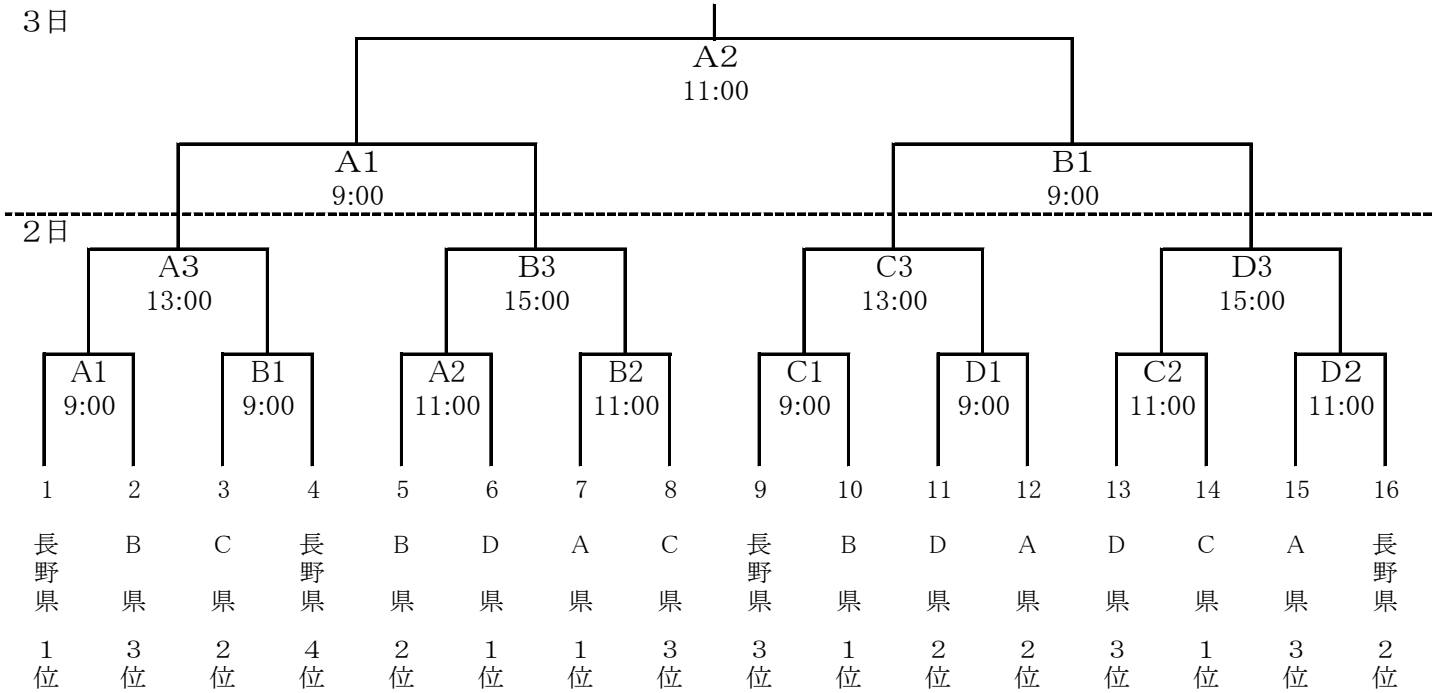 ３日
A2
11:00
A1
9:00
B1
9:00
２日
A3
13:00
B3
15:00
C3
13:00
D3
15:00
A1
9:00
B1
9:00
A2
11:00
B2
11:00
C1
9:00
D1
9:00
C2
11:00
D2
11:00
1 2 3 4 5 6 7 8 9 10 11 12 13 14 15 16
長野県１位
B県３位
C県２位
長野県４位
B県２位
D県１位
A県１位
C県３位
長野県３位
B県１位
D県２位
A県２位
D県３位
C県１位
A県３位
長野県２位